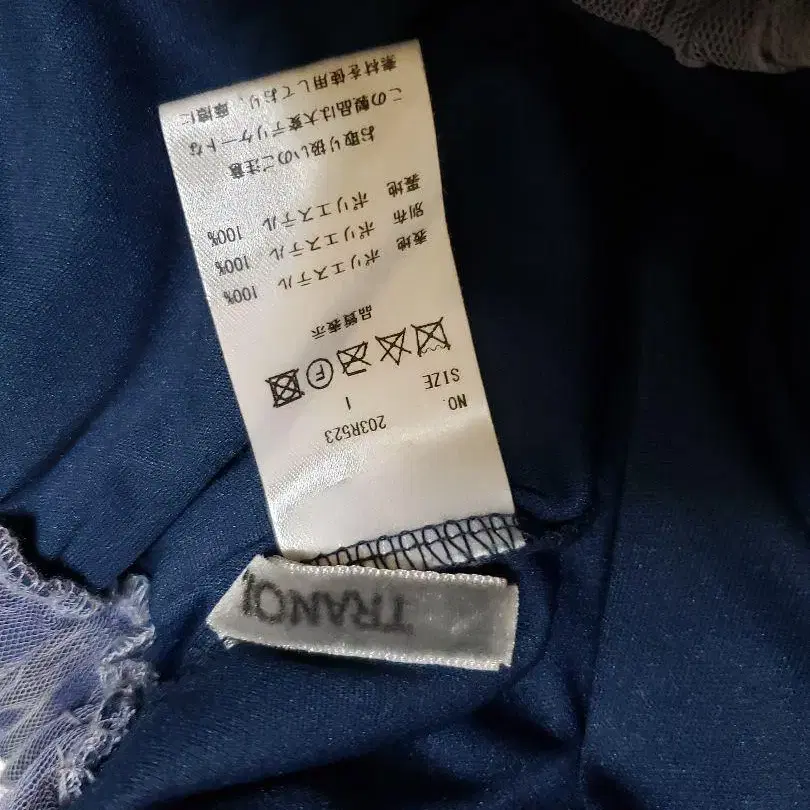 NO. 203R523
SIZE 1
F
品質表示
表地 ポリエステル 100%
別布 ポリエステル 100%
裏地 ポリエステル 100%
お取り扱いのご注意
この製品は大変デリケートな
素材を使用しており、摩擦に
TRANOI